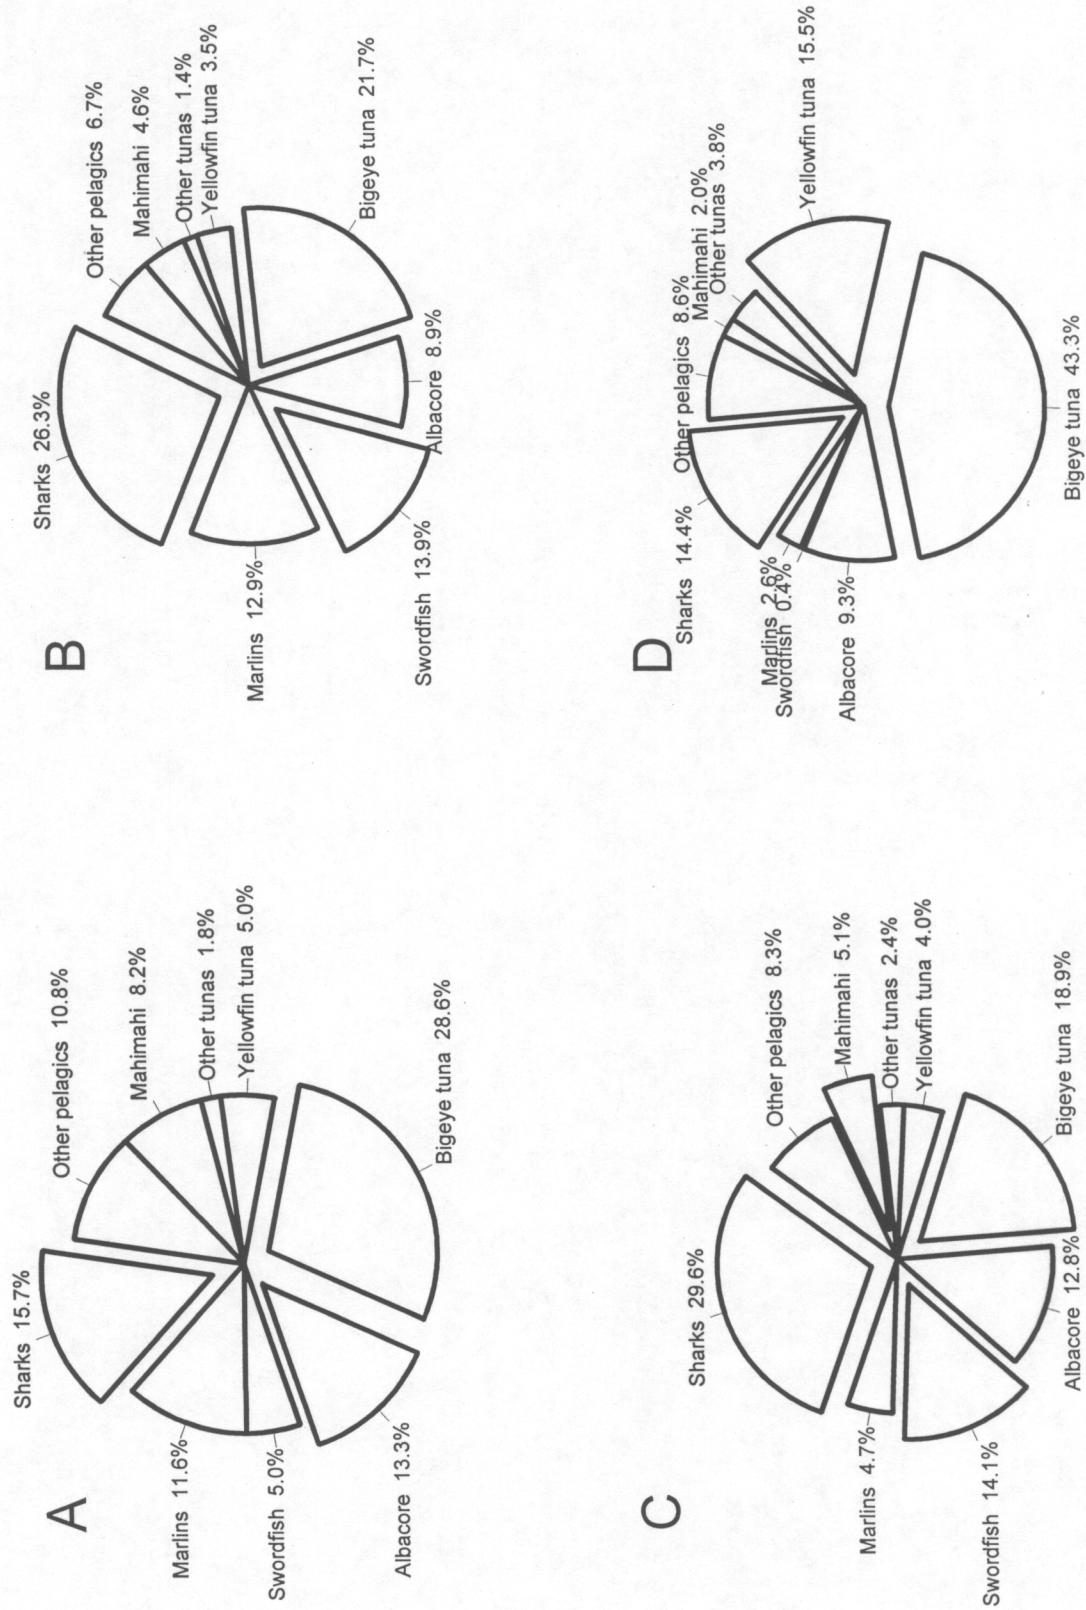 A
Sharks 15.7%
Other pelagics 10.8%
Mahimahi 8.2%
Other tunas 1.8%
Yellowfin tuna 5.0%
Bigeye tuna 28.6%
Albacore 13.3%
Swordfish 5.0%
Marlins 11.6%
B
Sharks 26.3%
Other pelagics 6.7%
Mahimahi 4.6%
Other tunas 1.4%
Yellowfin tuna 3.5%
Bigeye tuna 21.7%
Albacore 8.9%
Swordfish 13.9%
Marlins 12.9%
C
Sharks 29.6%
Other pelagics 8.3%
Mahimahi 5.1%
Other tunas 2.4%
Yellowfin tuna 4.0%
Bigeye tuna 18.9%
Albacore 12.8%
Swordfish 14.1%
Marlins 4.7%
D
Sharks 14.4%
Other pelagics 8.6%
Mahimahi 2.0%
Other tunas 3.8%
Yellowfin tuna 15.5%
Bigeye tuna 43.3%
Albacore 9.3%
Swordfish 0.4%
Marlins 2.6%